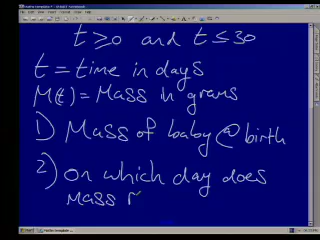 t ≥ 0 and t ≤ 30
t = time in days
M(t) = Mass in grams
1) Mass of baby @ birth
2) on which day does
mass r